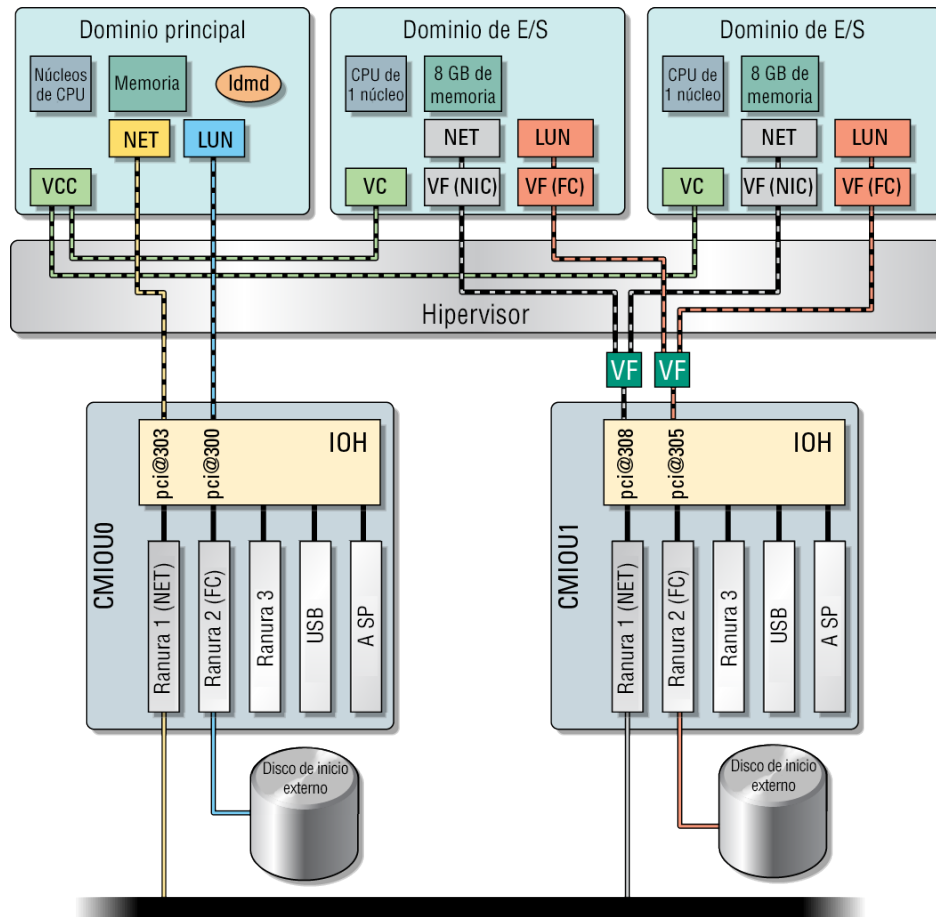 Dominio principal
Núcleos
de CPU
Memoria
ldmd
NET
LUN
VCC
Dominio de E/S
CPU de
1 núcleo
8 GB de
memoria
NET
LUN
VC
VF (NIC)
VF (FC)
Dominio de E/S
CPU de
1 núcleo
8 GB de
memoria
NET
LUN
VC
VF (NIC)
VF (FC)
Hipervisor
VF
VF
CMIOU0
pci@303
pci@300
IOH
Ranura 1 (NET)
Ranura 2 (FC)
Ranura 3
USB
A SP
Disco de inicio
externo
CMIOU1
pci@308
pci@305
IOH
Ranura 1 (NET)
Ranura 2 (FC)
Ranura 3
USB
A SP
Disco de inicio
externo